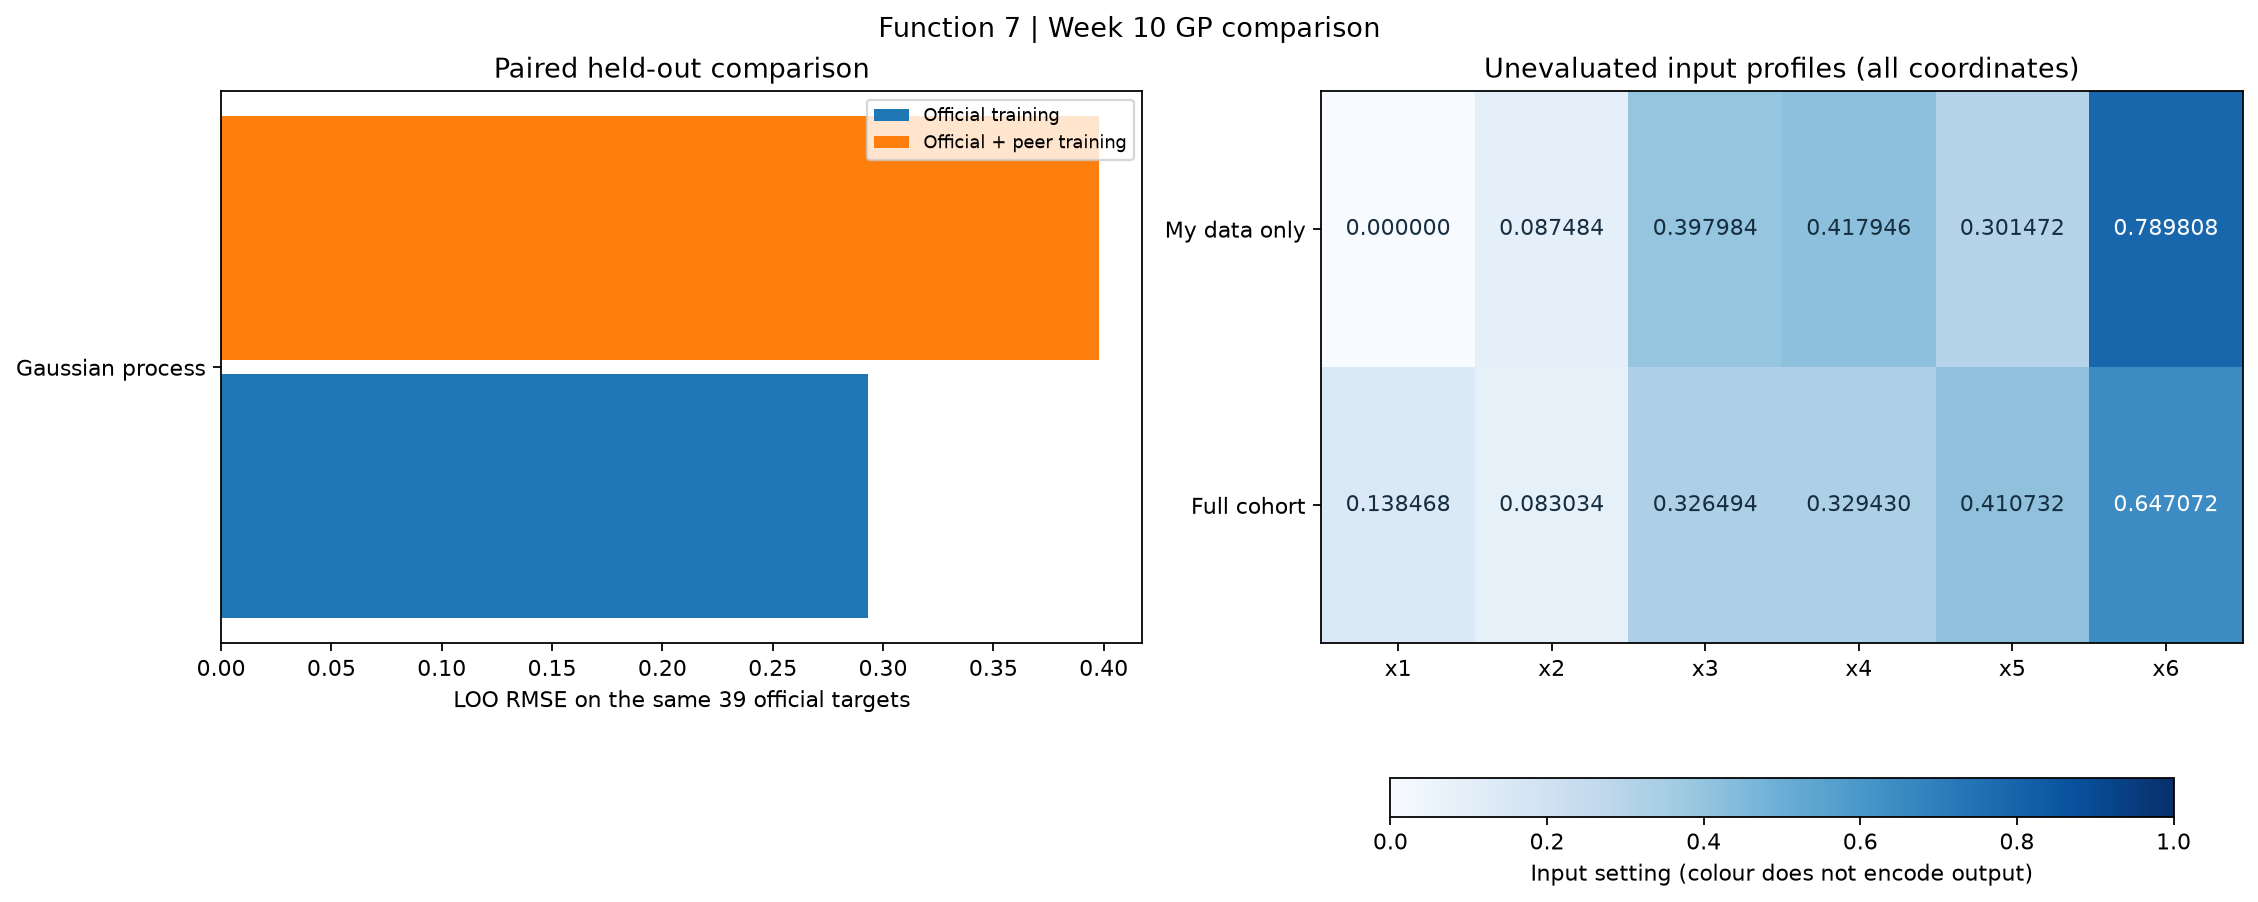 Function 7 | Week 10 GP comparison
Paired held-out comparison
Official training
Official + peer training
Gaussian process
0.00 0.05 0.10 0.15 0.20 0.25 0.30 0.35 0.40
LOO RMSE on the same 39 official targets
Unevaluated input profiles (all coordinates)
My data only 0.000000 0.087484 0.397984 0.417946 0.301472 0.789808
Full cohort 0.138468 0.083034 0.326494 0.329430 0.410732 0.647072
x1 x2 x3 x4 x5 x6
0.0 0.2 0.4 0.6 0.8 1.0
Input setting (colour does not encode output)